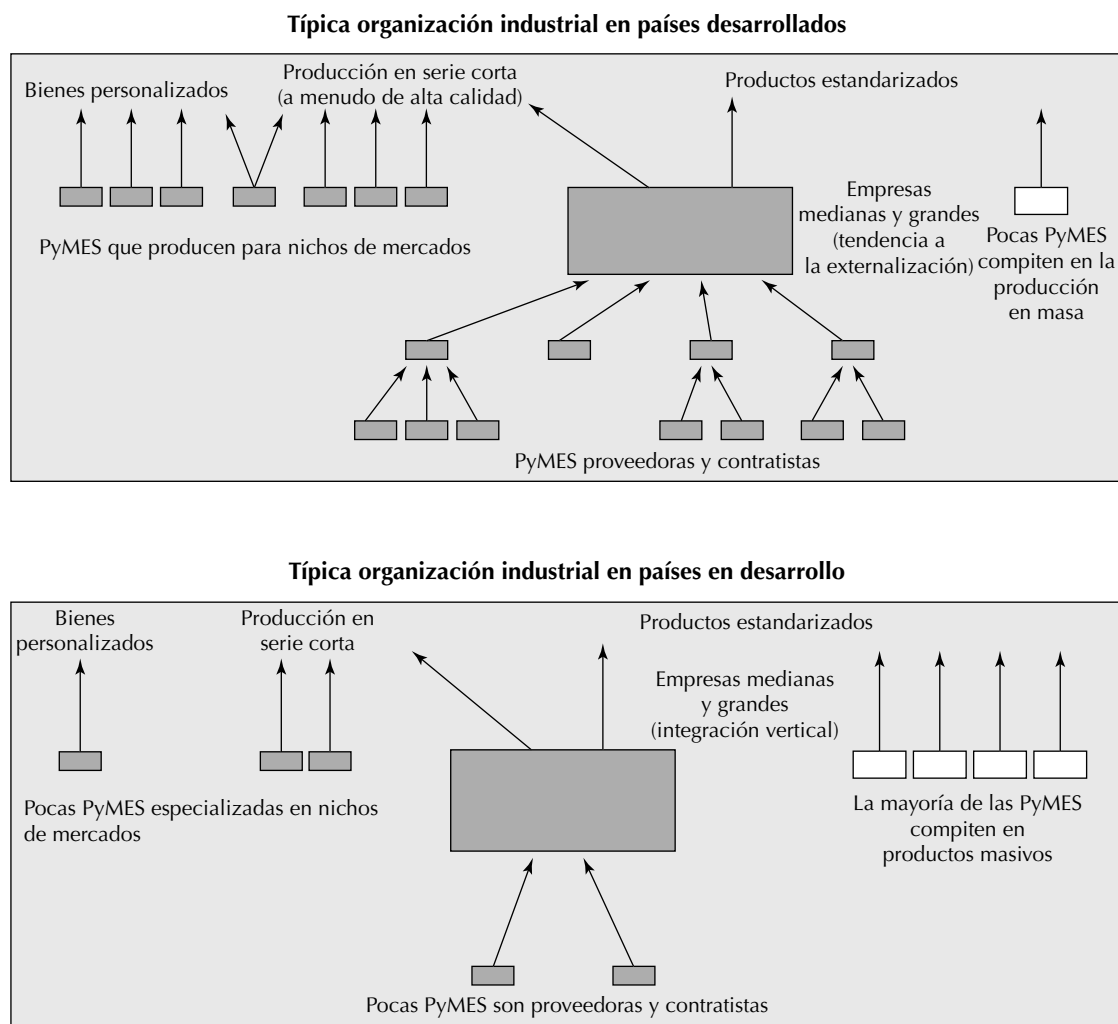 Típica organización industrial en países desarrollados
Bienes personalizados
Producción en serie corta
(a menudo de alta calidad)
Productos estandarizados
PyMES que producen para nichos de mercados
Empresas
medianas y grandes
(tendencia a
la externalización)
Pocas PyMES
compiten en la
producción
en masa
PyMES proveedoras y contratistas
Típica organización industrial en países en desarrollo
Bienes
personalizados
Producción en
serie corta
Productos estandarizados
Empresas medianas
y grandes
(integración vertical)
Pocas PyMES especializadas en nichos
de mercados
La mayoría de las PyMES
compiten en
productos masivos
Pocas PyMES son proveedoras y contratistas